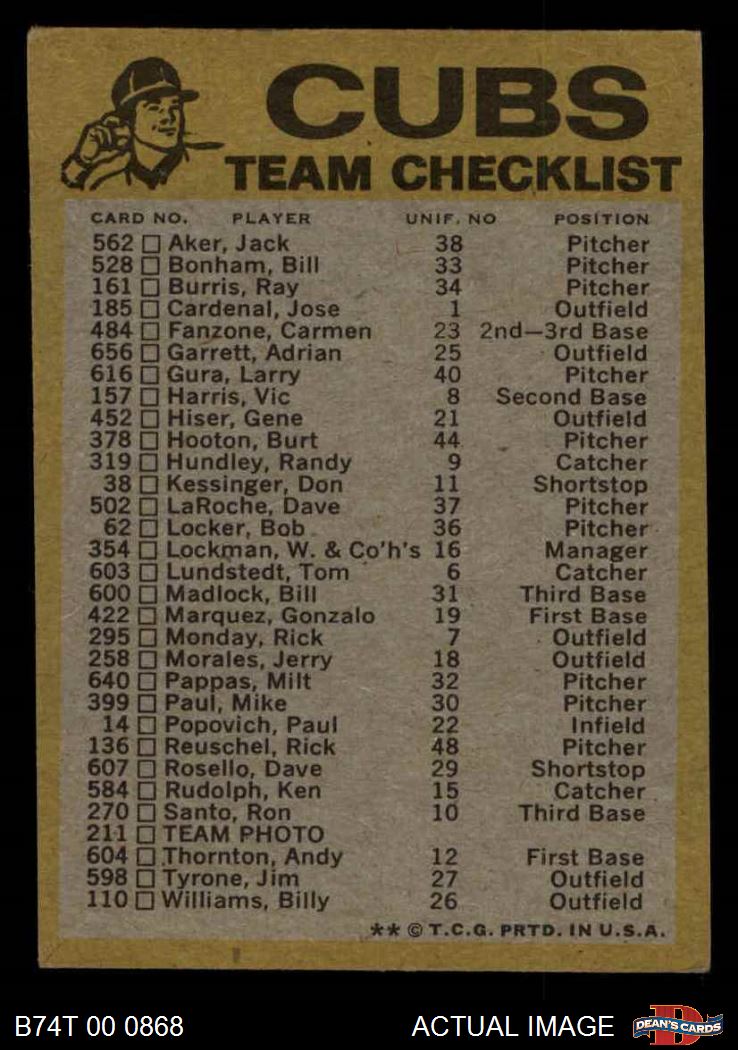 CUBS
TEAM CHECKLIST
CARD NO. PLAYER UNIF. NO POSITION
562 □ Aker, Jack 38 Pitcher
528 □ Bonham, Bill 33 Pitcher
161 □ Burris, Ray 34 Pitcher
185 □ Cardenal, Jose 1 Outfield
484 □ Fanzone, Carmen 23 2nd—3rd Base
656 □ Garrett, Adrian 25 Outfield
616 □ Gura, Larry 40 Pitcher
157 □ Harris, Vic 8 Second Base
452 □ Hiser, Gene 21 Outfield
378 □ Hooton, Burt 44 Pitcher
319 □ Hundley, Randy 9 Catcher
38 □ Kessinger, Don 11 Shortstop
502 □ LaRoche, Dave 37 Pitcher
62 □ Locker, Bob 36 Pitcher
354 □ Lockman, W. & Co'h's 16 Manager
603 □ Lundstedt, Tom 6 Catcher
600 □ Madlock, Bill 31 Third Base
422 □ Marquez, Gonzalo 19 First Base
295 □ Monday, Rick 7 Outfield
258 □ Morales, Jerry 18 Outfield
640 □ Pappas, Milt 32 Pitcher
399 □ Paul, Mike 30 Pitcher
14 □ Popovich, Paul 22 Infield
136 □ Reuschel, Rick 48 Pitcher
607 □ Rosello, Dave 29 Shortstop
584 □ Rudolph, Ken 15 Catcher
270 □ Santo, Ron 10 Third Base
211 □ TEAM PHOTO
604 □ Thornton, Andy 12 First Base
598 □ Tyrone, Jim 27 Outfield
110 □ Williams, Billy 26 Outfield
** © T.C.G. PRTD. IN U.S.A.
B74T 00 0868 ACTUAL IMAGE DEAN'S CARDS